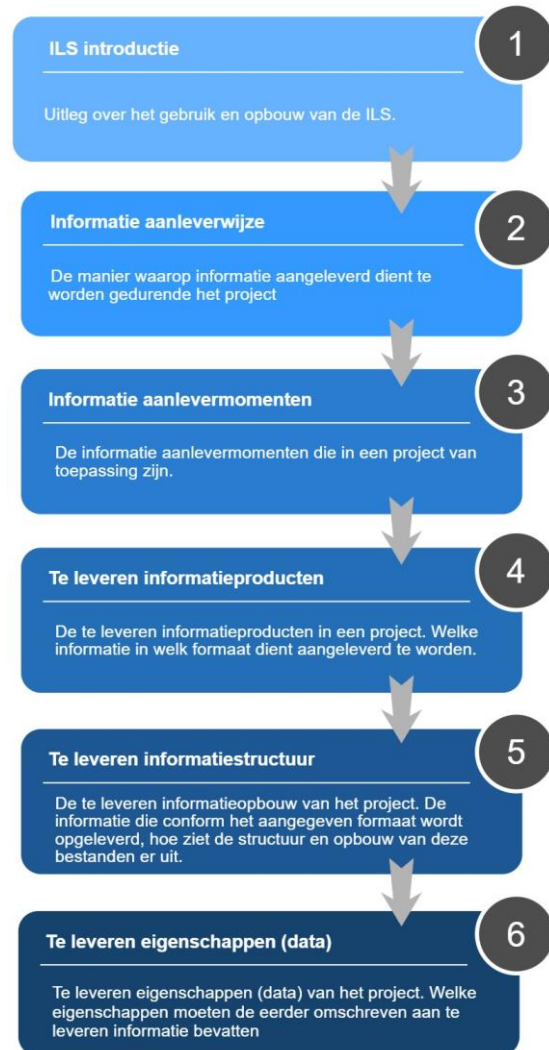 ILS introductie
1
Uitleg over het gebruik en opbouw van de ILS.
Informatie aanleverwijze
2
De manier waarop informatie aangeleverd dient te
worden gedurende het project
Informatie aanlevermomenten
3
De informatie aanlevermomenten die in een project van
toepassing zijn.
Te leveren informatieproducten
4
De te leveren informatieproducten in een project. Welke
informatie in welk formaat dient aangeleverd te worden.
Te leveren informatiestructuur
5
De te leveren informatieopbouw van het project. De
informatie die conform het aangegeven formaat wordt
opgeleverd, hoe ziet de structuur en opbouw van deze
bestanden er uit.
Te leveren eigenschappen (data)
6
Te leveren eigenschappen (data) van het project. Welke
eigenschappen moeten de eerder omschreven aan te
leveren informatie bevatten